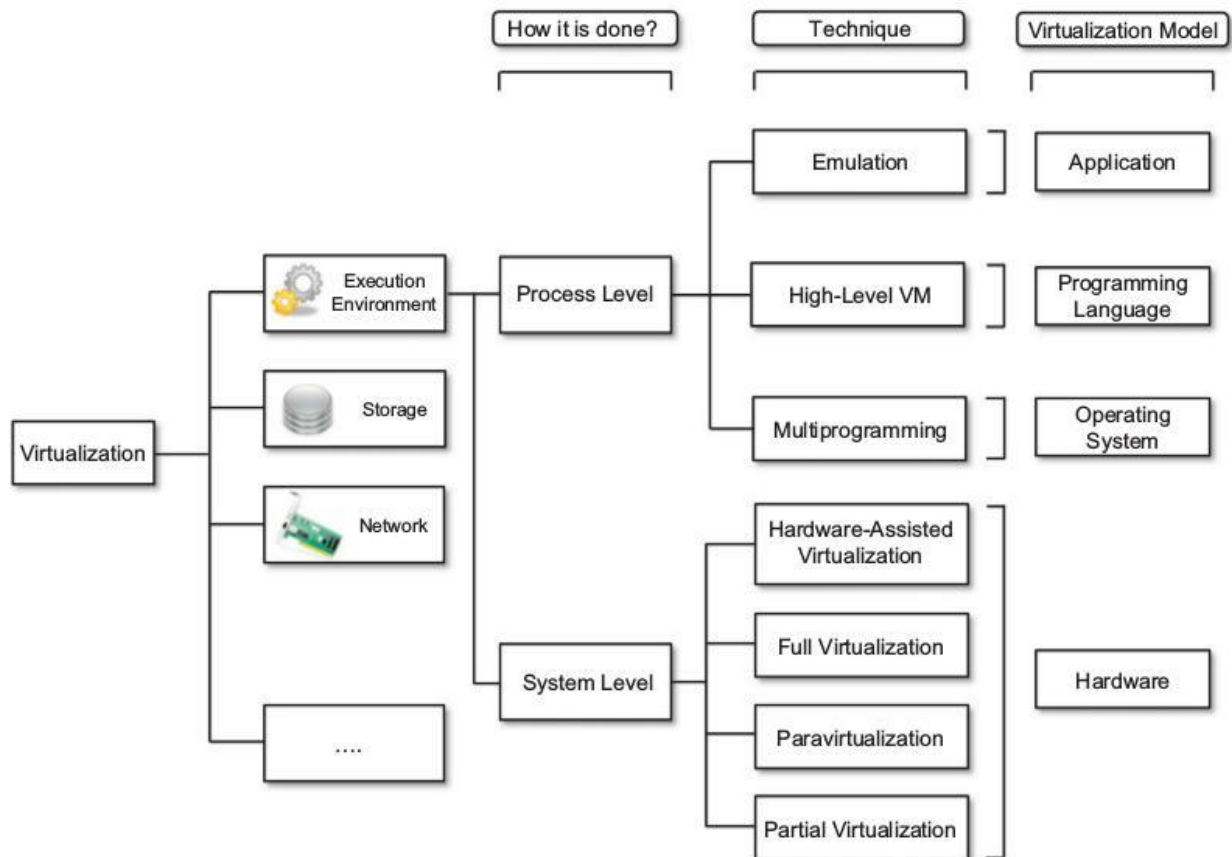 How it is done?
Technique
Virtualization Model
Emulation
Application
Execution
Environment
Process Level
High-Level VM
Programming
Language
Storage
Multiprogramming
Operating
System
Virtualization
Network
Hardware-Assisted
Virtualization
System Level
Full Virtualization
Hardware
Paravirtualization
....
Partial Virtualization